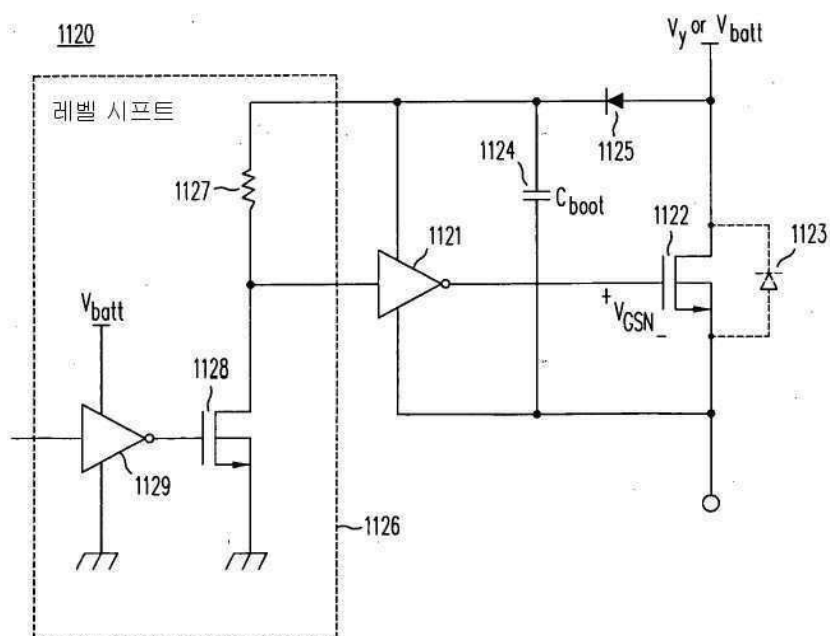 1120
V_y or V_batt
레벨 시프트
1125
1124
C_boot
1127
1122
1123
1121
+
V_GSN
-
V_batt
1128
1129
1126